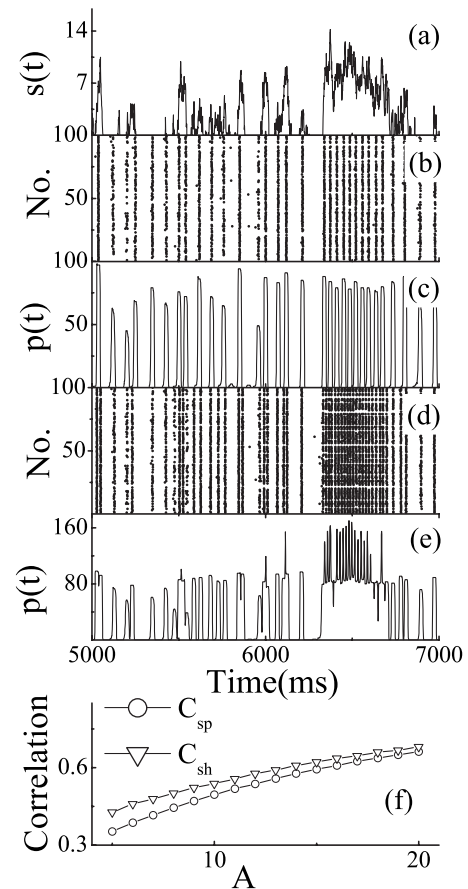 14
(a)
s(t)
7
100
(b)
No.
50
100
(c)
p(t)
50
100
(d)
No.
50
160
(e)
p(t)
80
5000 6000 7000
Time(ms)
C_sp
C_sh
Correlation
0.6
(f)
0.3
10 20
A